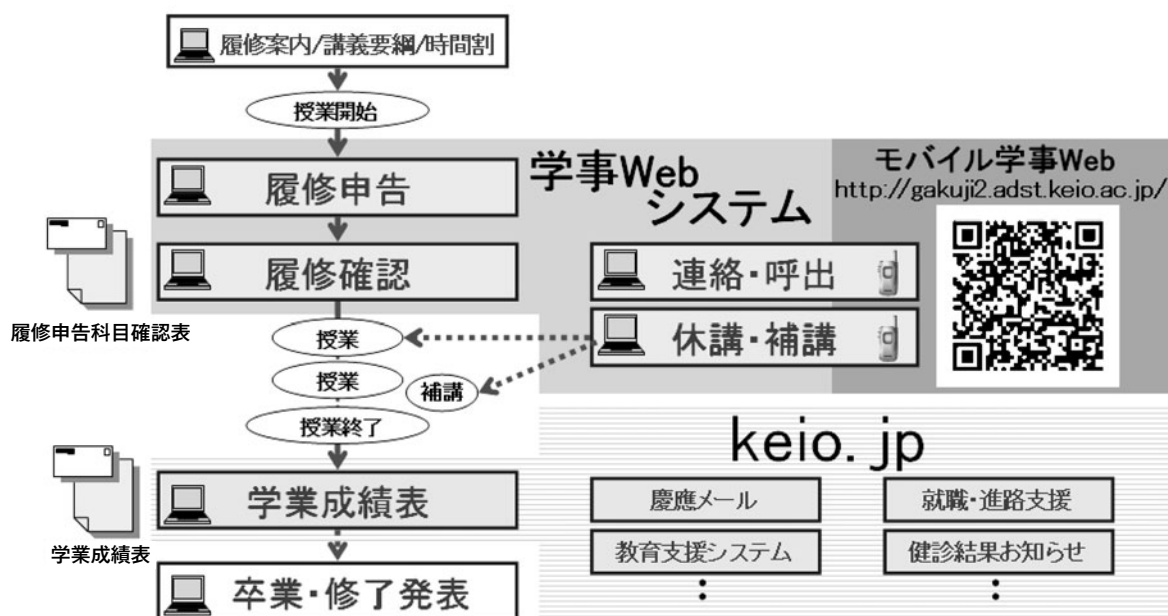 履修案内/講義要綱/時間割
授業開始
学事Web
システム
モバイル学事Web
http://gakuji2.adst.keio.ac.jp/
履修申告
履修確認
連絡・呼出
休講・補講
履修申告科目確認表
授業
授業
補講
授業終了
keio.jp
学業成績表
学業成績表
慶應メール
就職・進路支援
教育支援システム
健診結果お知らせ
:
:
卒業・修了発表